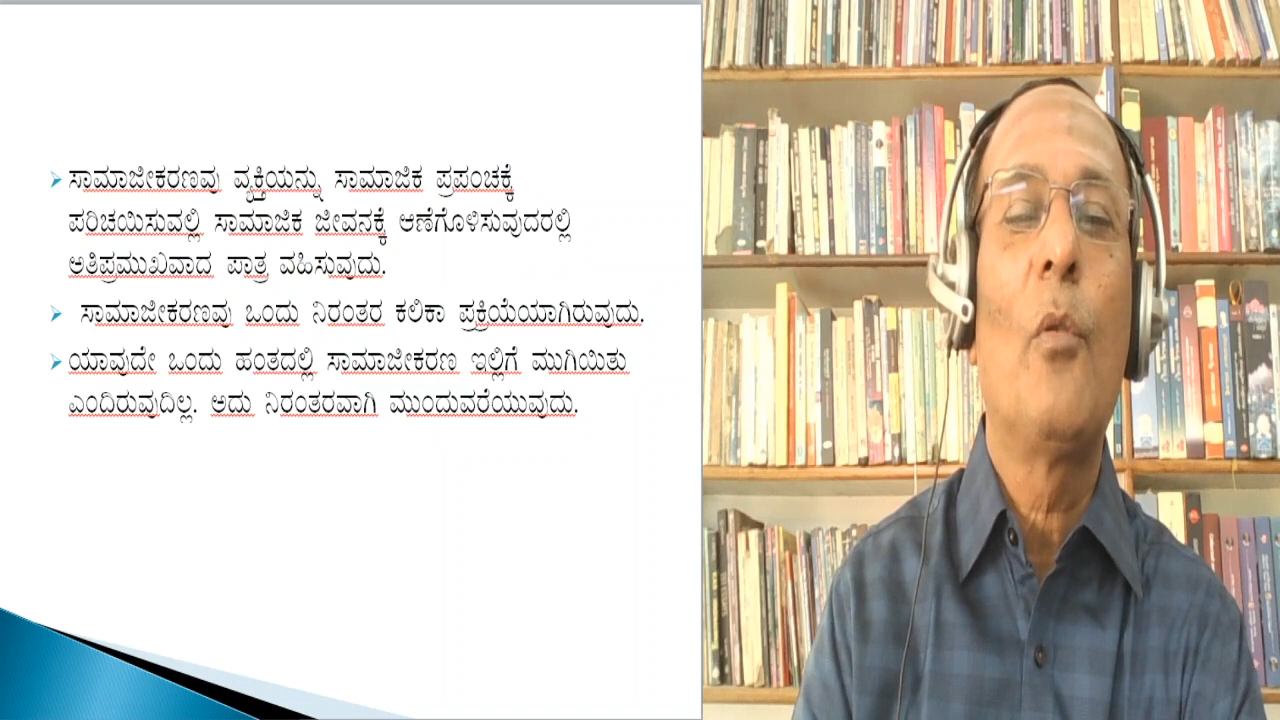 ಸಾಮಾಜೀಕರಣವು ವ್ಯಕ್ತಿಯನ್ನು ಸಾಮಾಜಿಕ ಪ್ರಪಂಚಕ್ಕೆ
ಪರಿಚಯಿಸುವಲ್ಲಿ ಸಾಮಾಜಿಕ ಜೀವನಕ್ಕೆ ಆಣೆಗೊಳಿಸುವುದರಲ್ಲಿ
ಅತಿಪ್ರಮುಖವಾದ ಪಾತ್ರ ವಹಿಸುವುದು.
ಸಾಮಾಜೀಕರಣವು ಒಂದು ನಿರಂತರ ಕಲಿಕಾ ಪ್ರಕ್ರಿಯೆಯಾಗಿರುವುದು.
ಯಾವುದೇ ಒಂದು ಹಂತದಲ್ಲಿ ಸಾಮಾಜೀಕರಣ ಇಲ್ಲಿಗೆ ಮುಗಿಯಿತು
ಎಂದಿರುವುದಿಲ್ಲ. ಅದು ನಿರಂತರವಾಗಿ ಮುಂದುವರೆಯುವುದು.